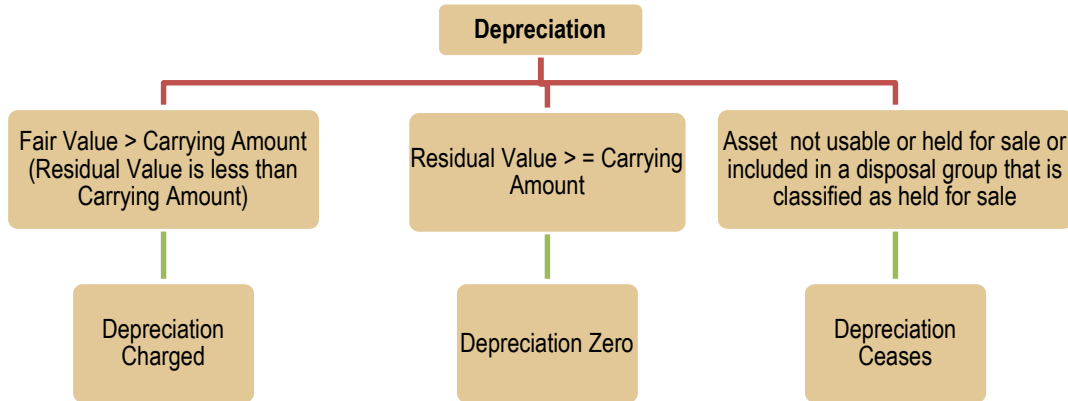 Depreciation
Fair Value > Carrying Amount
(Residual Value is less than
Carrying Amount)
Residual Value > = Carrying
Amount
Asset not usable or held for sale or
included in a disposal group that is
classified as held for sale
Depreciation
Charged
Depreciation Zero
Depreciation
Ceases